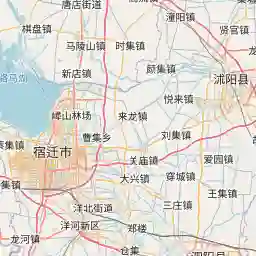 唐店街道
潼阳镇
棋盘镇
贤官镇
马陵山镇
时集镇
新店镇
颜集镇
沭阳县
悦来镇
嶂山林场
来龙镇
曹集乡
刘集镇
宿迁市
关庙镇
爱园镇
大兴镇
穿城镇
王集镇
洋北街道
三庄镇
洋河新区
郑楼
龙河镇
仓集
泗阳县